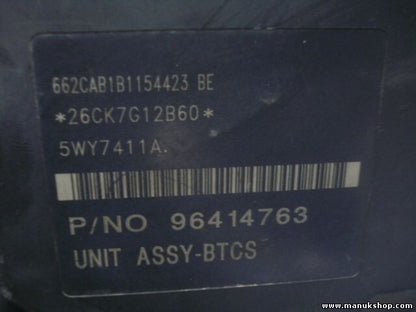 662CAB1B1154423 BE
*26CK7G12B60*
5WY7411A.
P/NO 96414763
UNIT ASSY-BTCS
www.manukshop.com